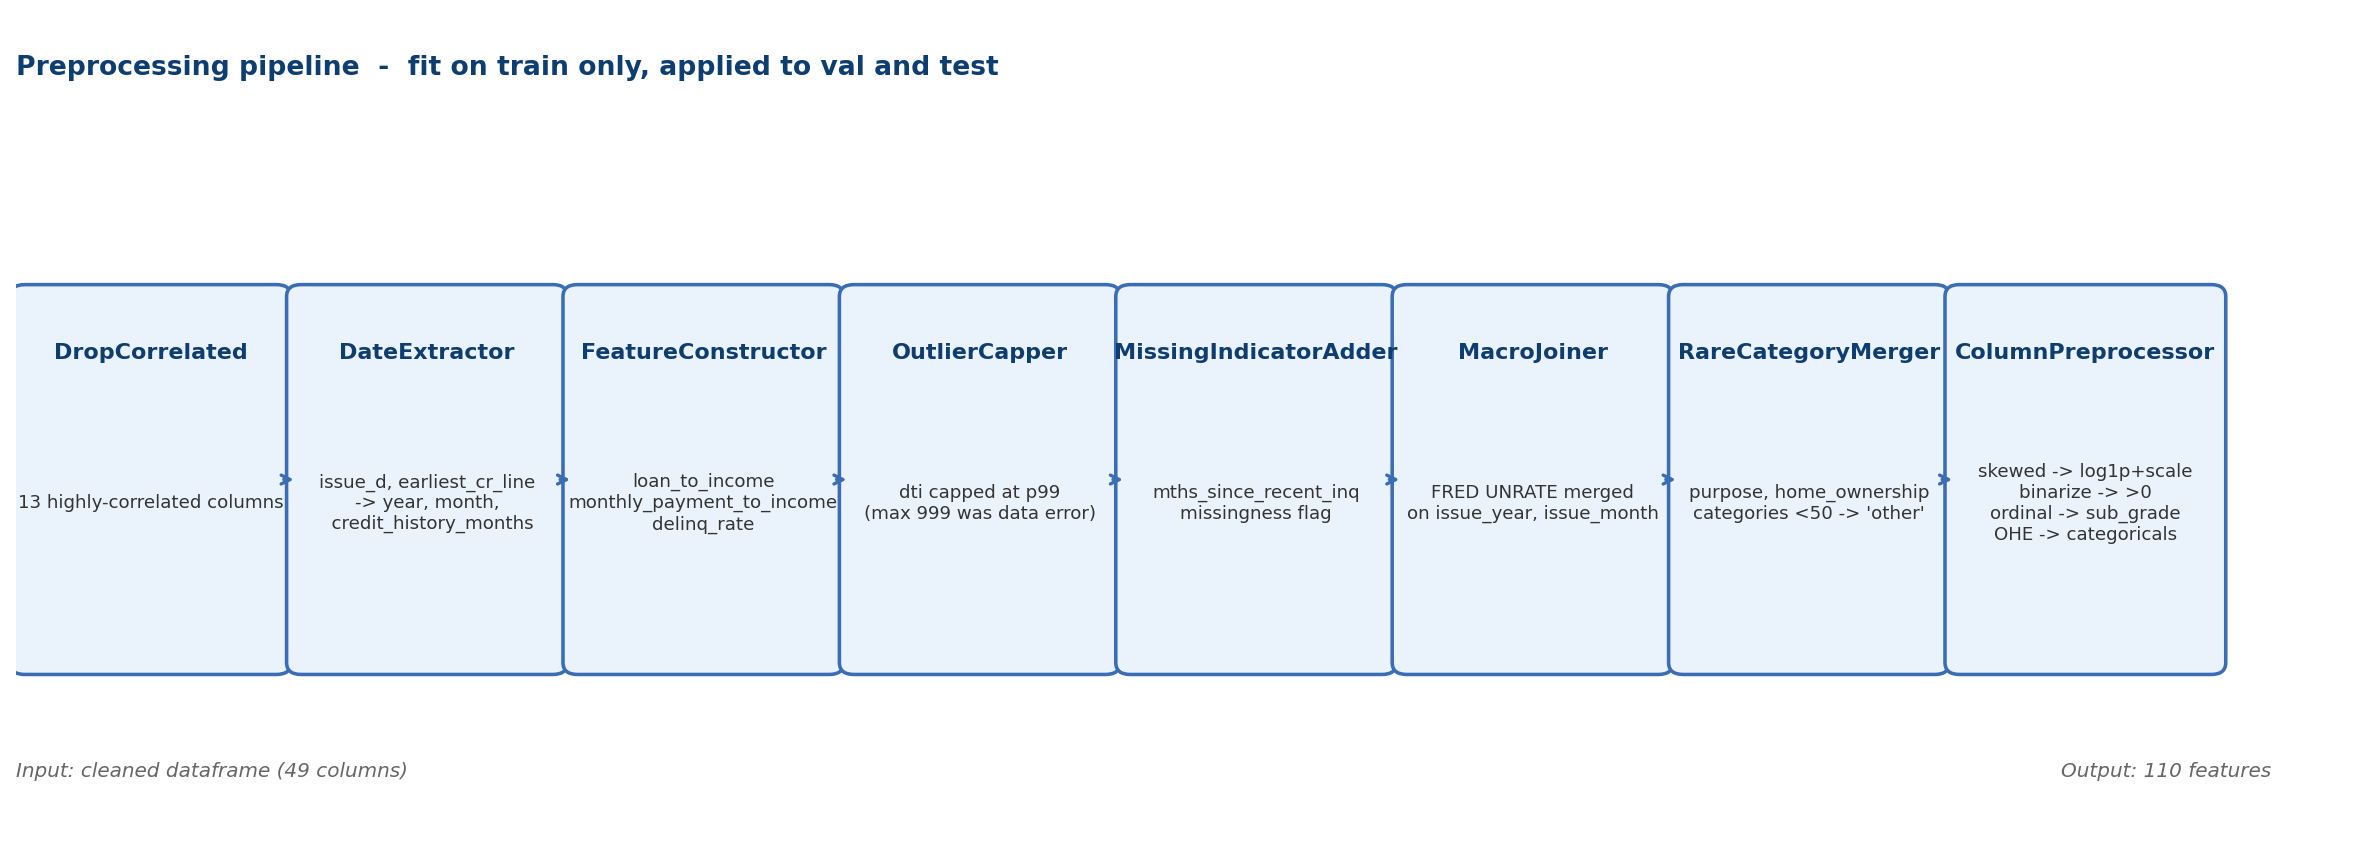 Preprocessing pipeline - fit on train only, applied to val and test
DropCorrelated
13 highly-correlated columns
DateExtractor
issue_d, earliest_cr_line
-> year, month,
credit_history_months
FeatureConstructor
loan_to_income
monthly_payment_to_income
delinq_rate
OutlierCapper
dti capped at p99
(max 999 was data error)
MissingIndicatorAdder
mths_since_recent_inq
missingness flag
MacroJoiner
FRED UNRATE merged
on issue_year, issue_month
RareCategoryMerger
purpose, home_ownership
categories <50 -> 'other'
ColumnPreprocessor
skewed -> log1p+scale
binarize -> >0
ordinal -> sub_grade
OHE -> categoricals
Input: cleaned dataframe (49 columns)
Output: 110 features